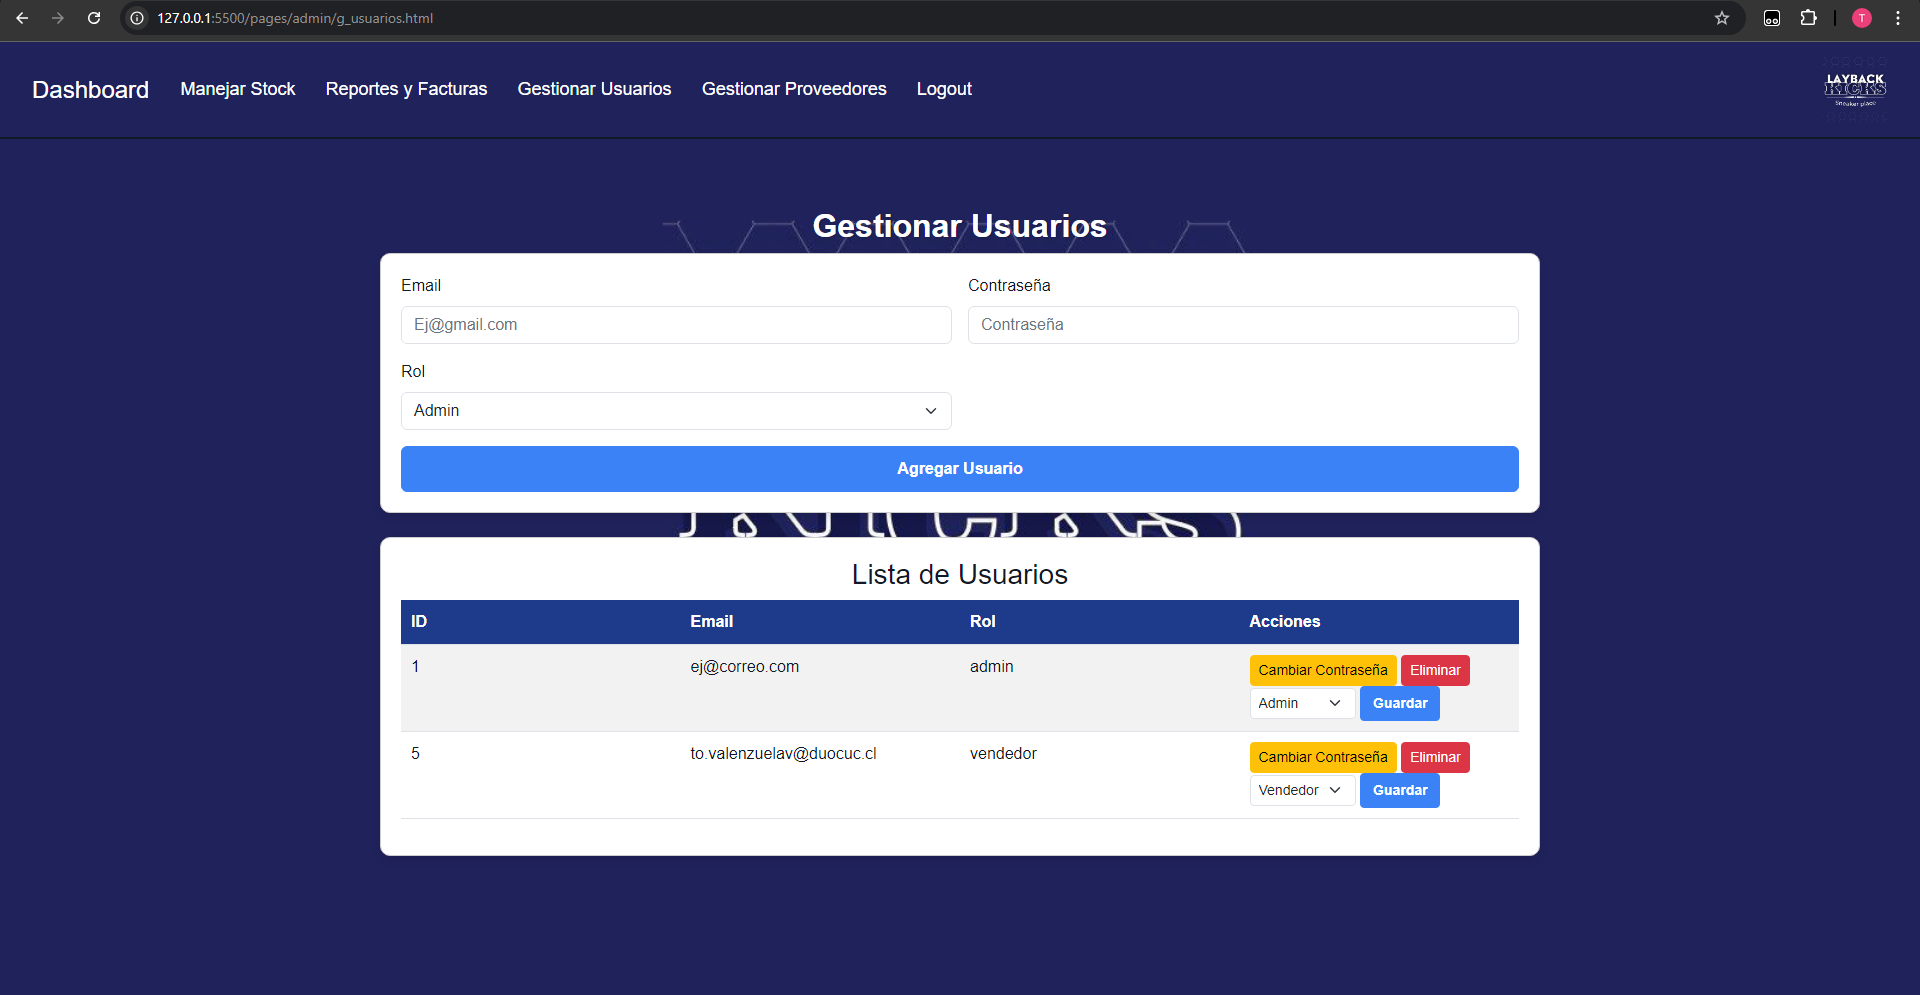 127.0.0.1:5500/pages/admin/g_usuarios.html
T
Dashboard Manejar Stock Reportes y Facturas Gestionar Usuarios Gestionar Proveedores Logout
LAYBACK
KICKS
Sneaker place
Gestionar Usuarios
Email Contraseña
Ej@gmail.com Contraseña
Rol
Admin
Agregar Usuario
KICKS
Lista de Usuarios
ID Email Rol Acciones
1 ej@correo.com admin Cambiar Contraseña Eliminar
Admin Guardar
5 to.valenzuelav@duocuc.cl vendedor Cambiar Contraseña Eliminar
Vendedor Guardar